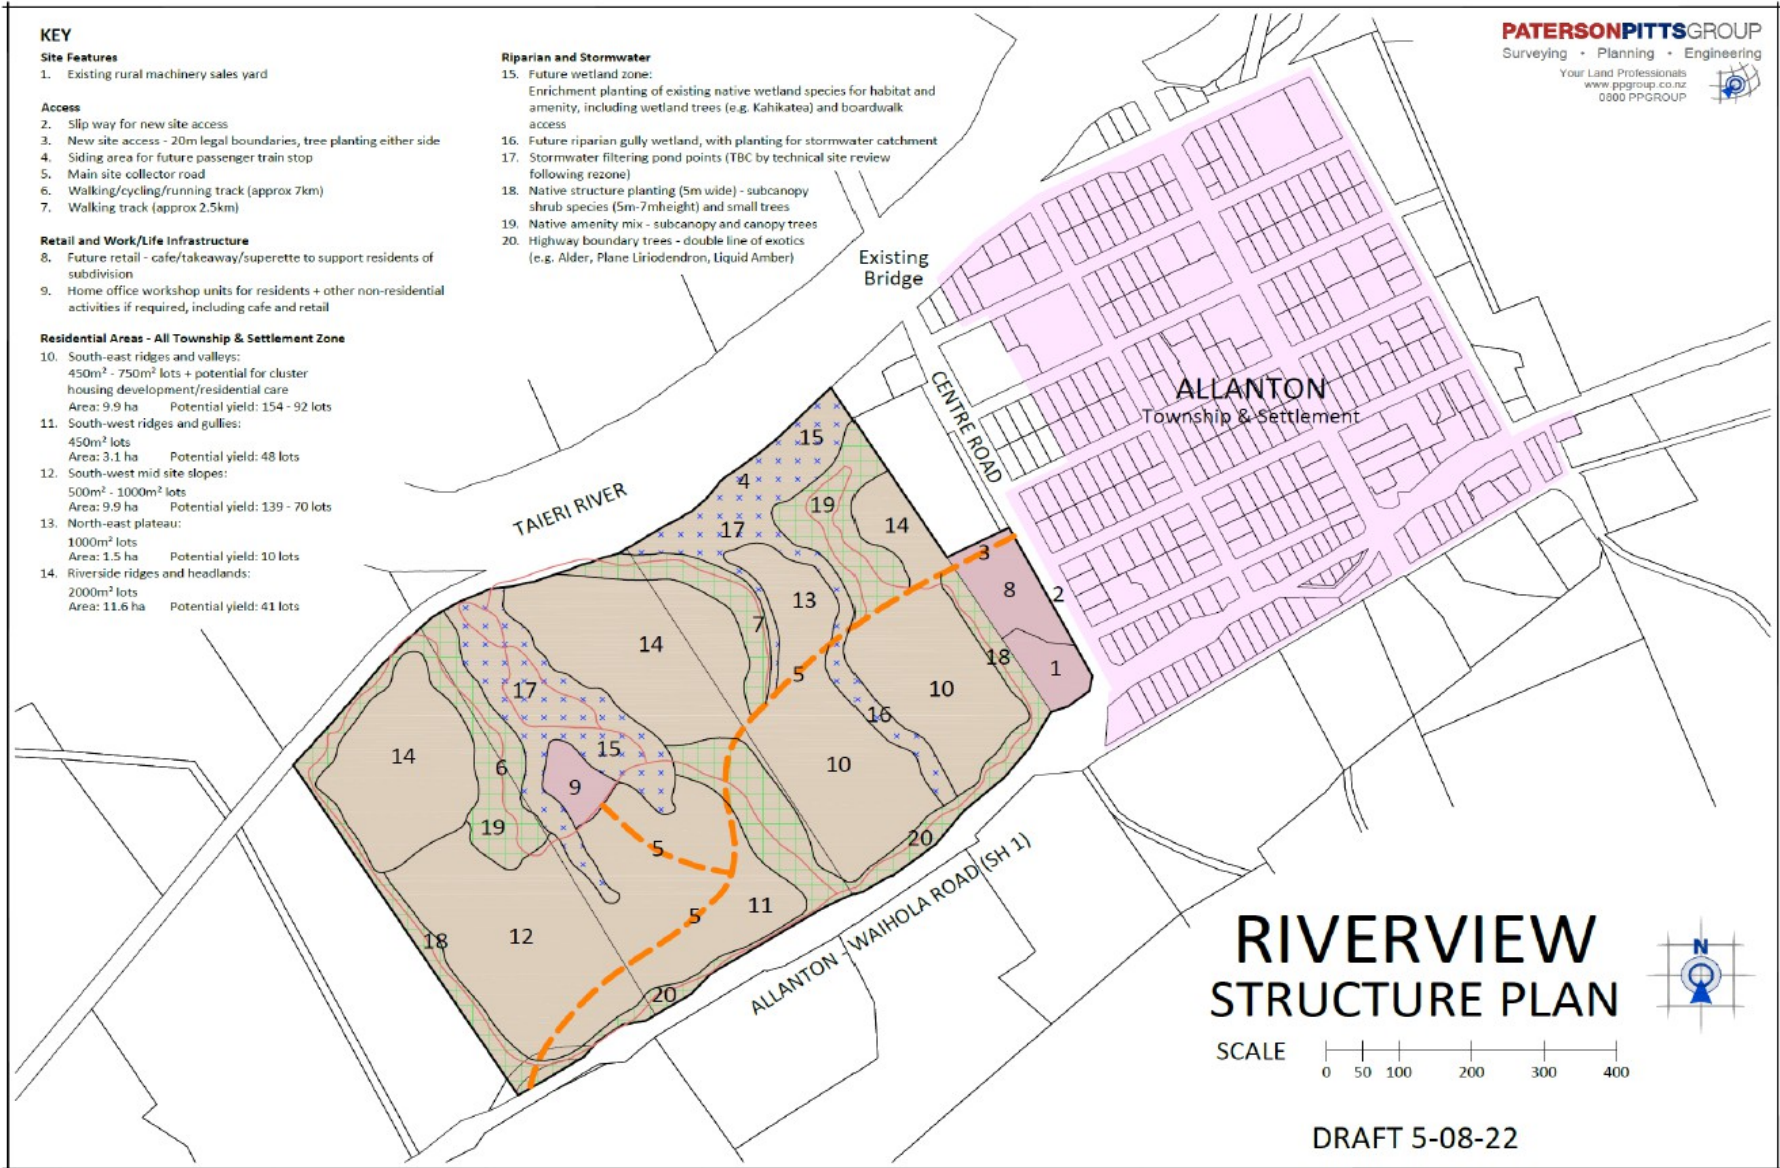 KEY
Site Features
1. Existing rural machinery sales yard
Access
2. Slip way for new site access
3. New site access - 20m legal boundaries, tree planting either side
4. Siding area for future passenger train stop
5. Main site collector road
6. Walking/cycling/running track (approx 7km)
7. Walking track (approx 2.5km)
Retail and Work/Life Infrastructure
8. Future retail - cafe/takeaway/superette to support residents of
subdivision
9. Home office workshop units for residents + other non-residential
activities if required, including cafe and retail
Residential Areas - All Township & Settlement Zone
10. South-east ridges and valleys:
450m² - 750m² lots + potential for cluster
housing development/residential care
Area: 9.9 ha Potential yield: 154 - 92 lots
11. South-west ridges and gullies:
450m² lots
Area: 3.1 ha Potential yield: 48 lots
12. South-west mid site slopes:
500m² - 1000m² lots
Area: 9.9 ha Potential yield: 139 - 70 lots
13. North-east plateau:
1000m² lots
Area: 1.5 ha Potential yield: 10 lots
14. Riverside ridges and headlands:
2000m² lots
Area: 11.6 ha Potential yield: 41 lots
Riparian and Stormwater
15. Future wetland zone:
Enrichment planting of existing native wetland species for habitat and
amenity, including wetland trees (e.g. Kahikatea) and boardwalk
access
16. Future riparian gully wetland, with planting for stormwater catchment
17. Stormwater filtering pond points (TBC by technical site review
following rezone)
18. Native structure planting (5m wide) - subcanopy
shrub species (5m-7mheight) and small trees
19. Native amenity mix - subcanopy and canopy trees
20. Highway boundary trees - double line of exotics
(e.g. Alder, Plane Liriodendron, Liquid Amber)
PATERSONPITTSGROUP
Surveying • Planning • Engineering
Your Land Professionals
www.ppgroup.co.nz
0800 PPGROUP
Existing
Bridge
CENTRE ROAD
ALLANTON
Township & Settlement
TAIERI RIVER
15
4
19
17
14
3
8
2
13
7
14
18
1
5
10
17
16
15
14
6
10
9
19
20
5
11
5
12
18
20
ALLANTON - WAIHOLA ROAD (SH 1)
RIVERVIEW
STRUCTURE PLAN
N
SCALE
0 50 100 200 300 400
DRAFT 5-08-22